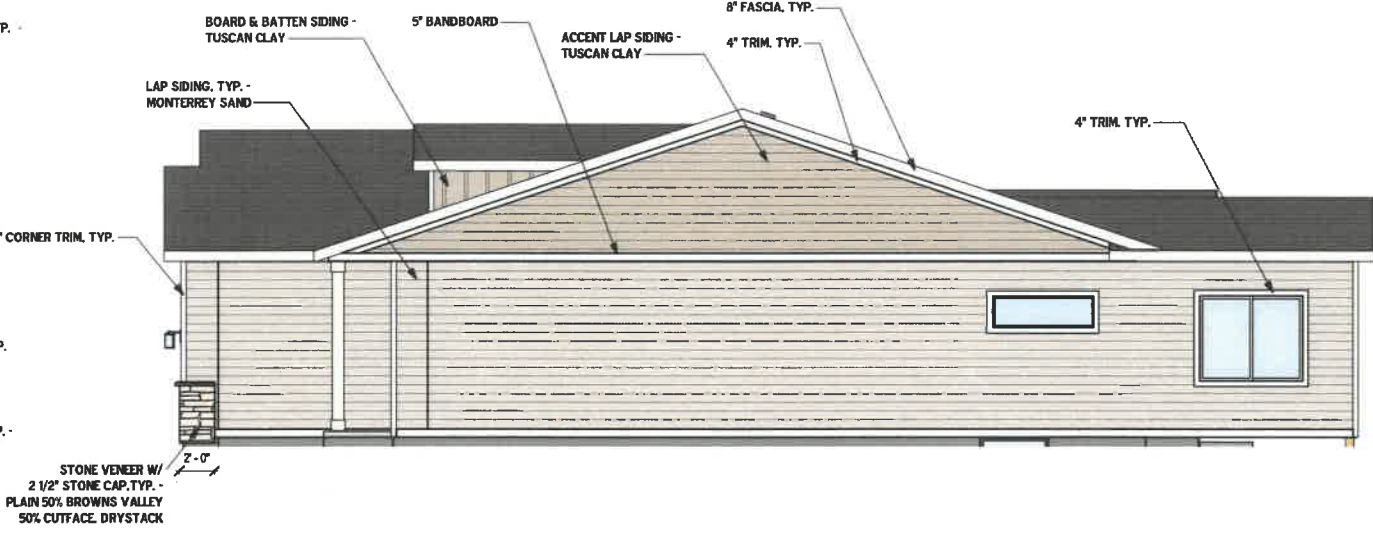 P. -
BOARD & BATTEN SIDING -
TUSCAN CLAY
5" BANDBOARD
ACCENT LAP SIDING -
TUSCAN CLAY
8" FASCIA, TYP.
4" TRIM, TYP.
LAP SIDING, TYP. -
MONTERREY SAND
4" TRIM, TYP.
" CORNER TRIM, TYP.
P.
P. -
2'-0"
STONE VENEER W/
2 1/2" STONE CAP, TYP. -
PLAIN 50% BROWNS VALLEY
50% CUTFACE, DRYSTACK